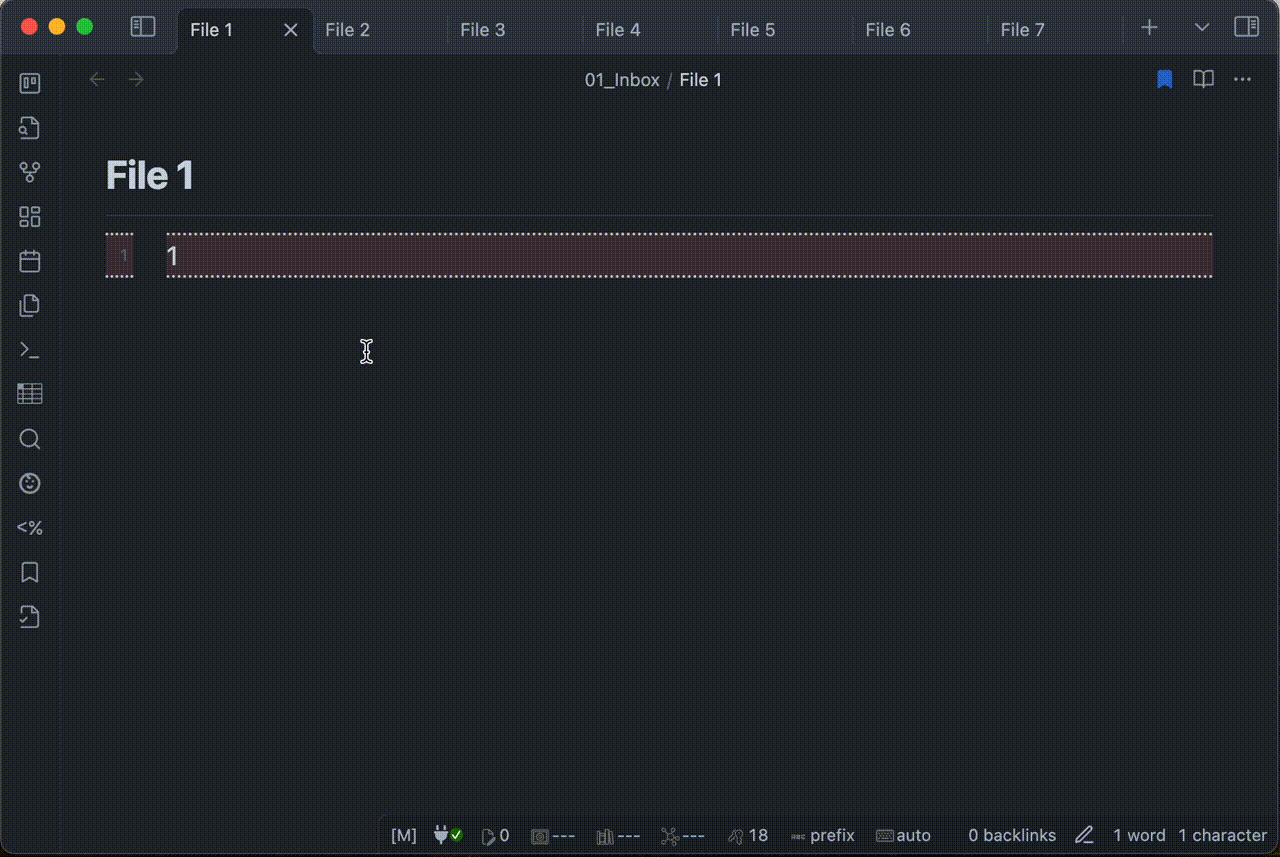 File 1 File 2 File 3 File 4 File 5 File 6 File 7
01_Inbox / File 1
File 1
1 1
<%
[M] 0 --- --- --- 18 abc prefix auto 0 backlinks 1 word 1 character